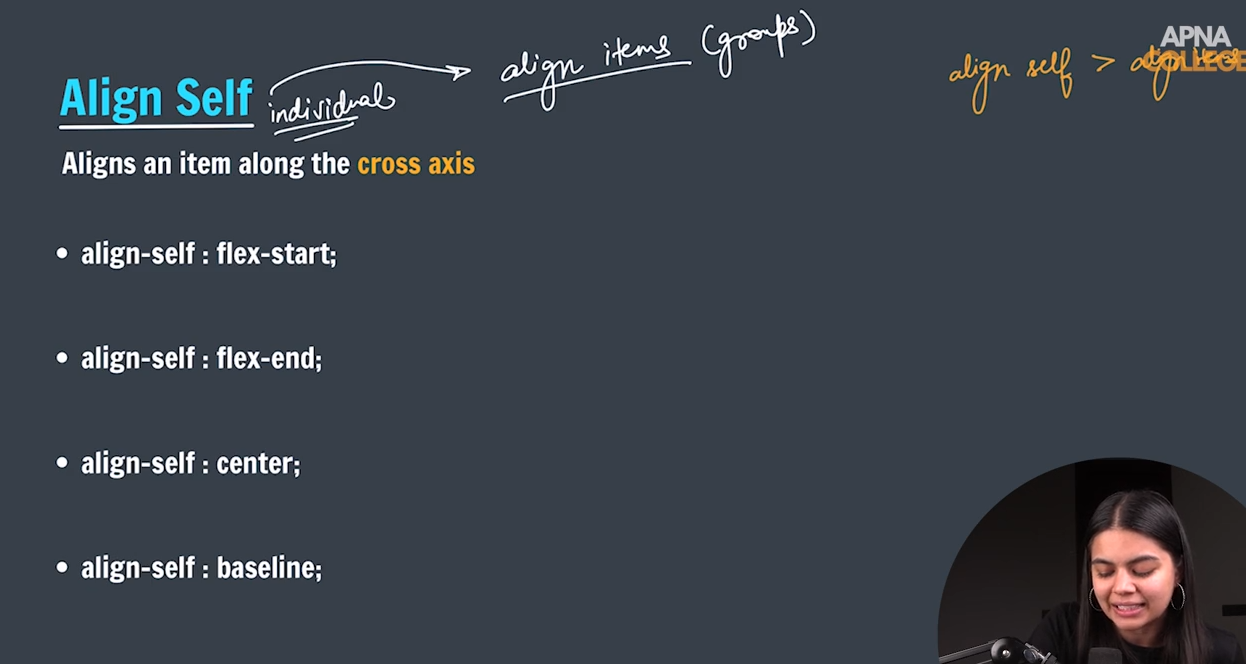 align items (groups)
APNA
COLLEGE
align self > align items
Align Self
individual
Aligns an item along the cross axis
• align-self : flex-start;
• align-self : flex-end;
• align-self : center;
• align-self : baseline;